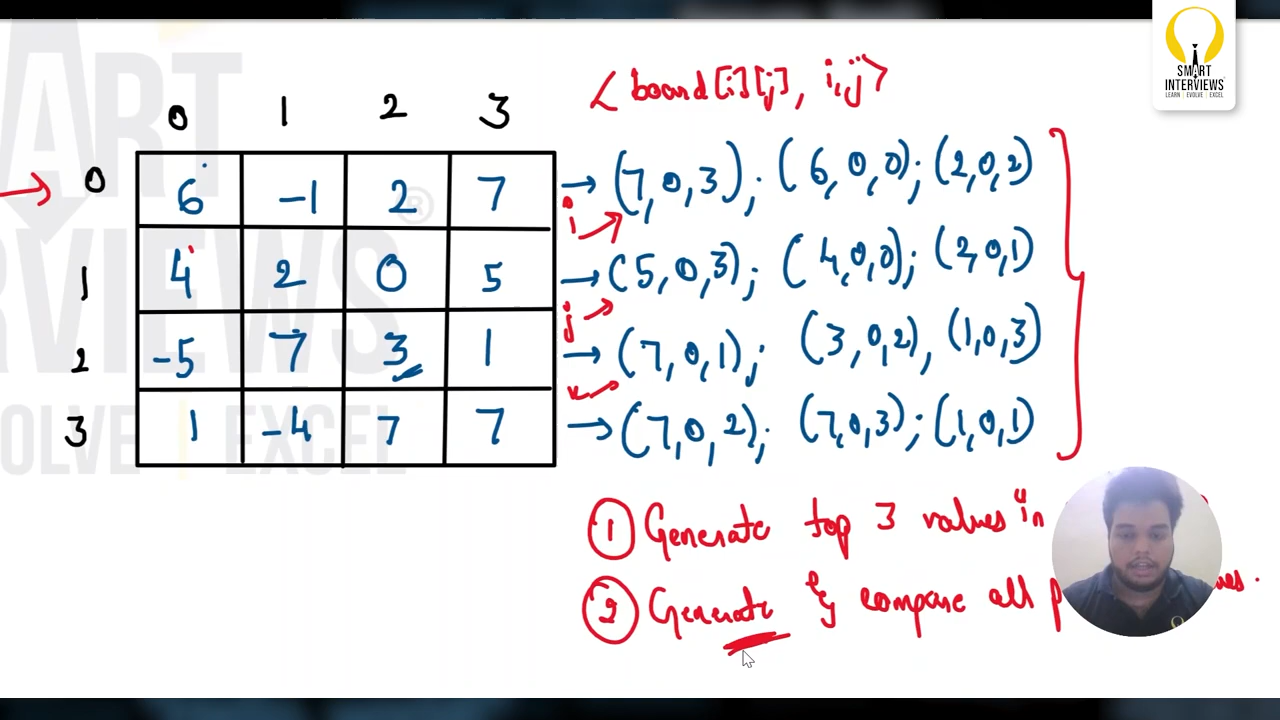 SMART
INTERVIEWS
LEARN | EVOLVE | EXCEL
< board[i][j], i,j>
0 1 2 3
0 6 -1 2 7 → (7,0,3); (6,0,0); (2,0,2)
i
1 4 2 0 5 → (5,0,3); (4,0,0); (2,0,1)
j
2 -5 7 3 1 → (7,0,1); (3,0,2), (1,0,3)
k
3 1 -4 7 7 → (7,0,2); (7,0,3); (1,0,1)
① Generate top 3 values in
② Generate & compare all
ART
ERVIEWS
OLVE | EXCEL
®